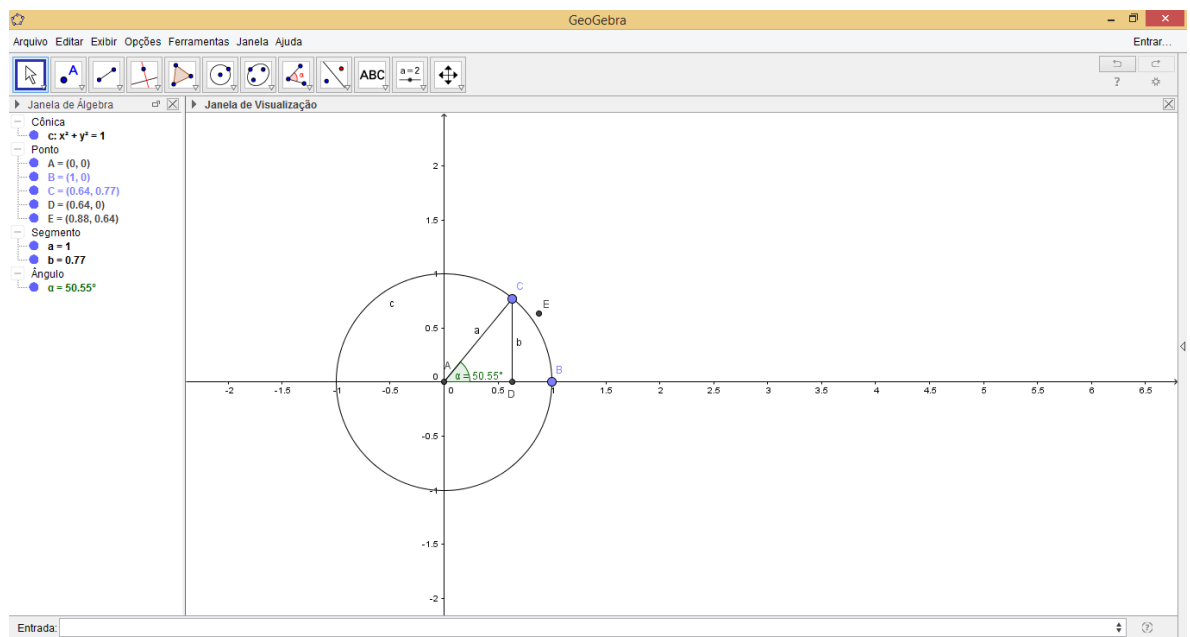 GeoGebra
Arquivo Editar Exibir Opções Ferramentas Janela Ajuda
Entrar...
A
α
ABC
a=2
?
Janela de Álgebra
Janela de Visualização
Cônica
c: x² + y² = 1
Ponto
A = (0, 0)
B = (1, 0)
C = (0.64, 0.77)
D = (0.64, 0)
E = (0.88, 0.64)
Segmento
a = 1
b = 0.77
Ângulo
α = 50.55°
2
1.5
1
C
c
E
0.5
a
b
A
B
0
α = 50.55°
-2 -1.5 -1 -0.5 0 0.5 1 1.5 2 2.5 3 3.5 4 4.5 5 5.5 6 6.5
D
-0.5
-1
-1.5
-2
Entrada:
?